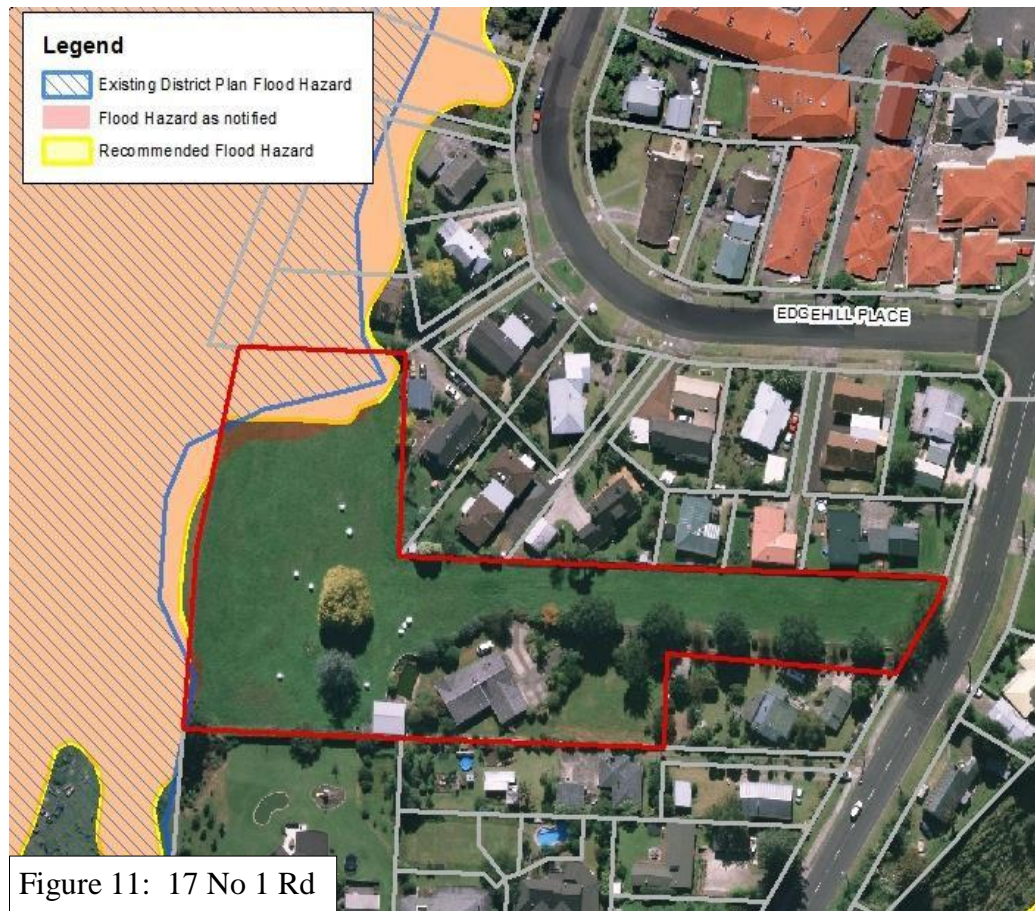 Legend
Existing District Plan Flood Hazard
Flood Hazard as notified
Recommended Flood Hazard
EDGEHILL PLACE
Figure 11: 17 No 1 Rd